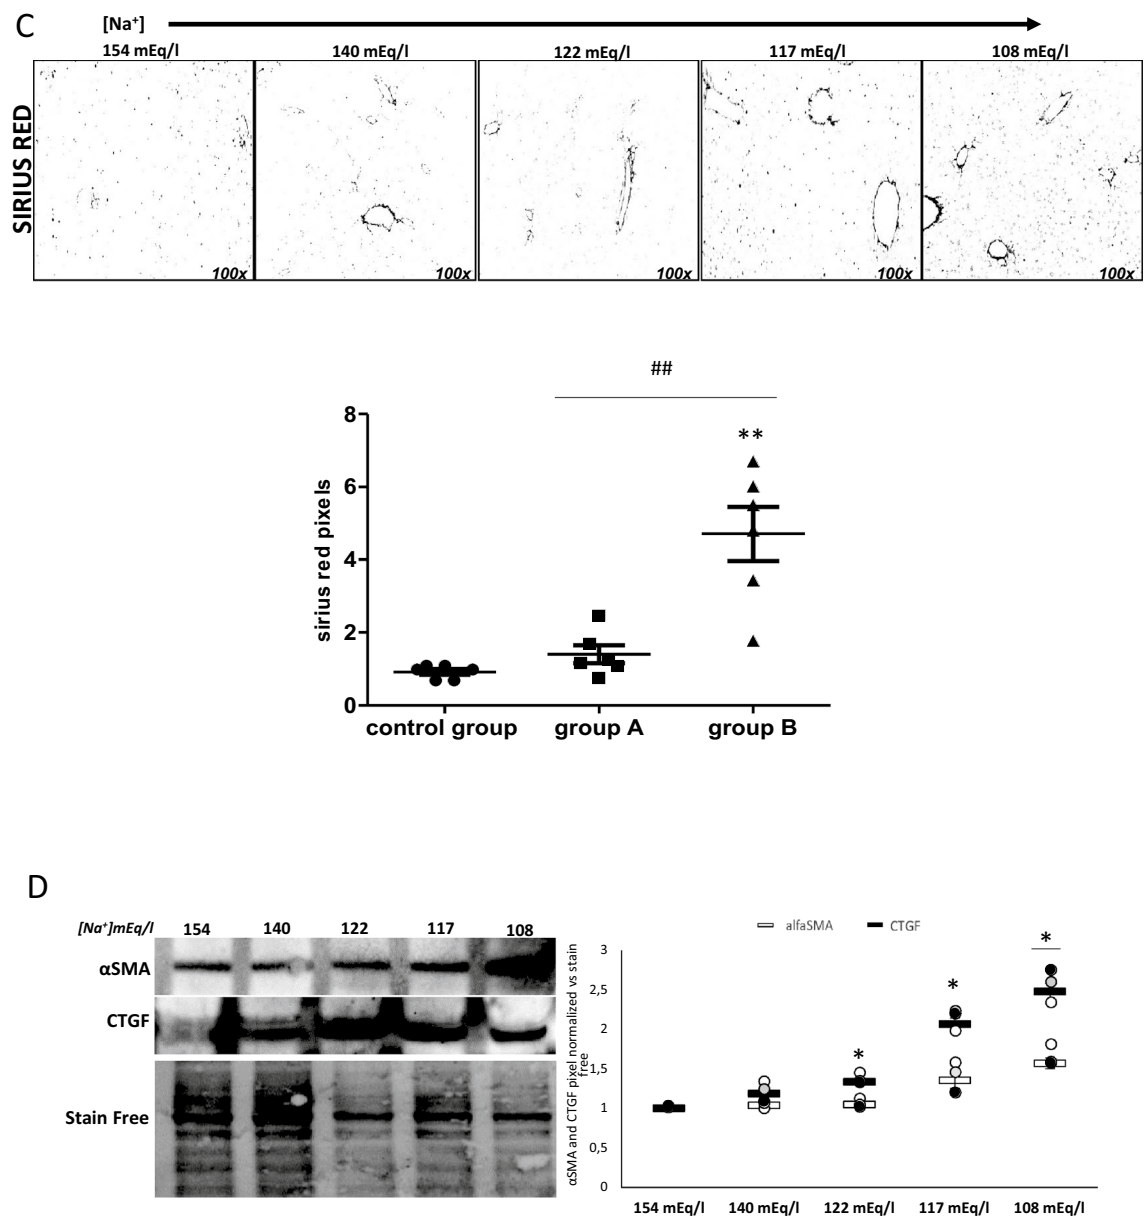 C
[Na⁺]
154 mEq/l 140 mEq/l 122 mEq/l 117 mEq/l 108 mEq/l
SIRIUS RED
100x 100x 100x 100x 100x
##
**
sirius red pixels
8
6
4
2
0
control group group A group B
D
[Na⁺]mEq/l 154 140 122 117 108
αSMA
CTGF
Stain Free
alfaSMA CTGF
αSMA and CTGF pixel normalized vs stain
free
3
2,5
2
1,5
1
0,5
0
* * *
154 mEq/l 140 mEq/l 122 mEq/l 117 mEq/l 108 mEq/l